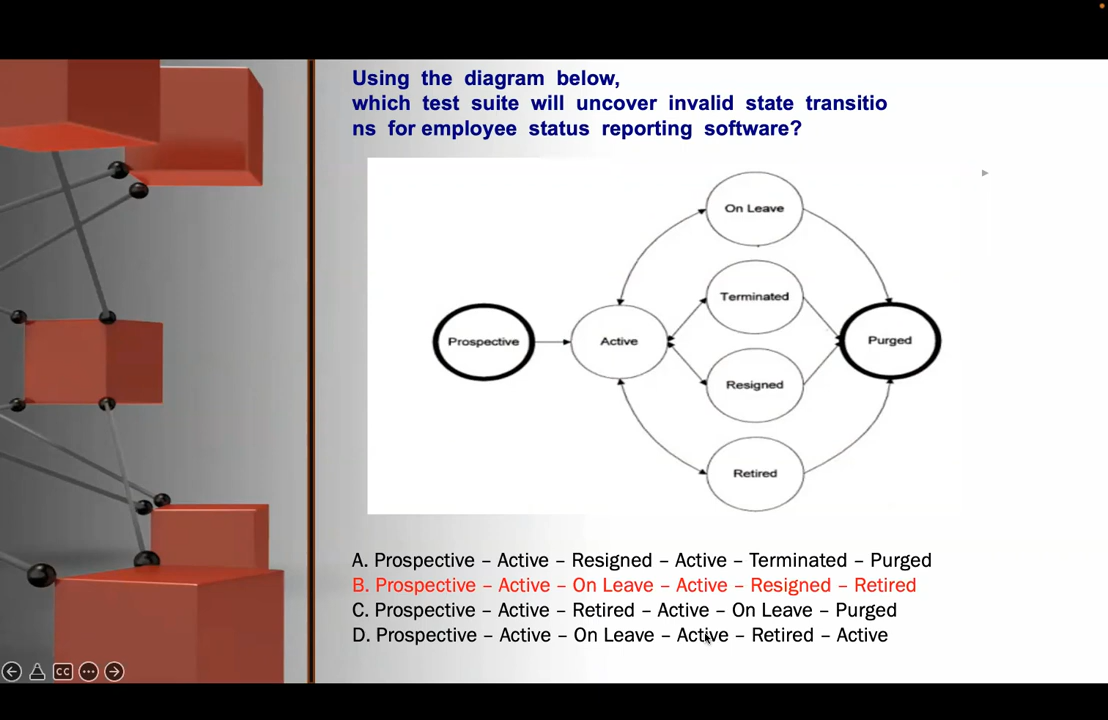 Using the diagram below,
which test suite will uncover invalid state transitio
ns for employee status reporting software?
On Leave
Terminated
Prospective
Active
Purged
Resigned
Retired
A. Prospective – Active – Resigned – Active – Terminated – Purged
B. Prospective – Active – On Leave – Active – Resigned – Retired
C. Prospective – Active – Retired – Active – On Leave – Purged
D. Prospective – Active – On Leave – Active – Retired – Active
CC